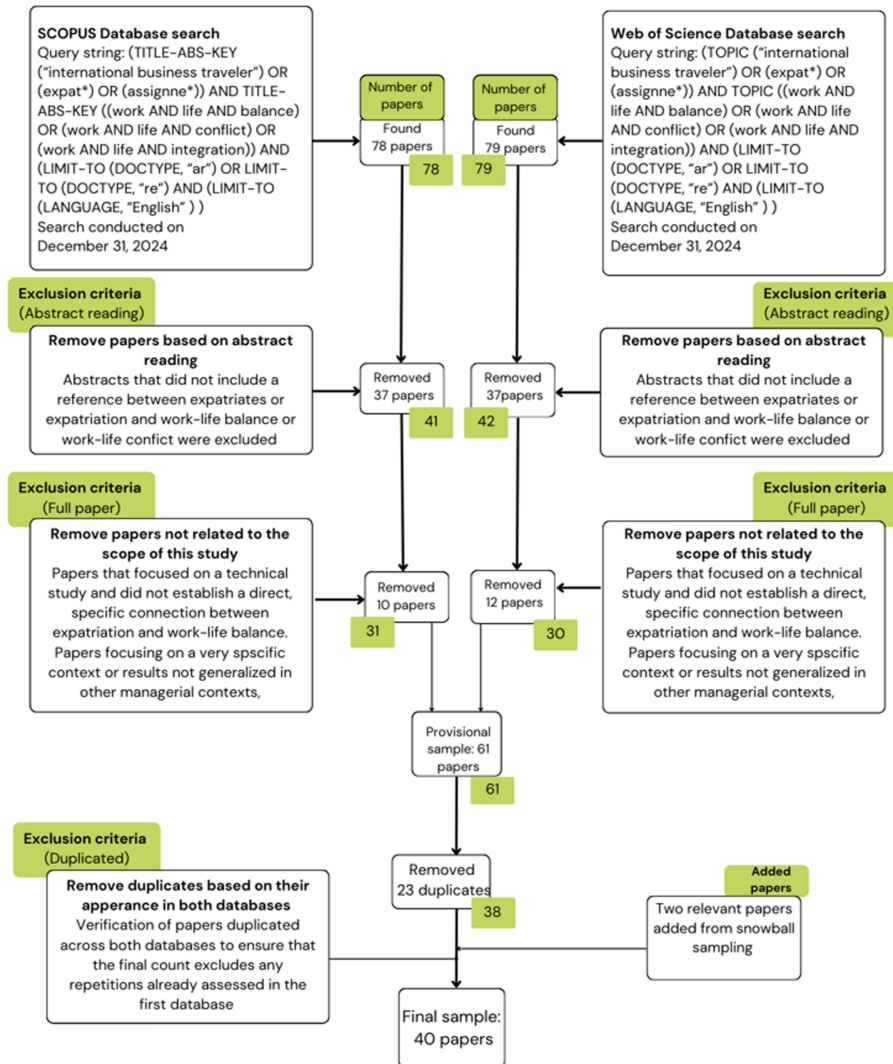 SCOPUS Database search
Query string: (TITLE-ABS-KEY
("international business traveler") OR
(expat*) OR (assignne*)) AND TITLE-
ABS-KEY ((work AND life AND balance)
OR (work AND life AND conflict) OR
(work AND life AND integration)) AND
(LIMIT-TO (DOCTYPE, "ar") OR LIMIT-
TO (DOCTYPE, "re") AND (LIMIT-TO
(LANGUAGE, "English" ) )
Search conducted on
December 31, 2024
Number of
papers
Found
78 papers
78
Number of
papers
Found
79 papers
79
Web of Science Database search
Query string: (TOPIC ("international
business traveler") OR (expat*) OR
(assignne*)) AND TOPIC ((work AND
life AND balance) OR (work AND life
AND conflict) OR (work AND life AND
integration)) AND (LIMIT-TO
(DOCTYPE, "ar") OR LIMIT-TO
(DOCTYPE, "re") AND (LIMIT-TO
(LANGUAGE, "English" ) )
Search conducted on
December 31, 2024
Exclusion criteria
(Abstract reading)
Remove papers based on abstract
reading
Abstracts that did not include a
reference between expatriates or
expatriation and work-life balance or
work-life confict were excluded
Removed
37 papers
41
Removed
37papers
42
Exclusion criteria
(Abstract reading)
Remove papers based on abstract
reading
Abstracts that did not include a
reference between expatriates or
expatriation and work-life balance or
work-life confict were excluded
Exclusion criteria
(Full paper)
Remove papers not related to the
scope of this study
Papers that focused on a technical
study and did not establish a direct,
specific connection between
expatriation and work-life balance.
Papers focusing on a very spscific
context or results not generalized in
other managerial contexts,
Removed
10 papers
31
Removed
12 papers
30
Exclusion criteria
(Full paper)
Remove papers not related to the
scope of this study
Papers that focused on a technical
study and did not establish a direct,
specific connection between
expatriation and work-life balance.
Papers focusing on a very spscific
context or results not generalized in
other managerial contexts,
Provisional
sample: 61
papers
61
Exclusion criteria
(Duplicated)
Remove duplicates based on their
apperance in both databases
Verification of papers duplicated
across both databases to ensure that
the final count excludes any
repetitions already assessed in the
first database
Removed
23 duplicates
38
Added
papers
Two relevant papers
added from snowball
sampling
Final sample:
40 papers